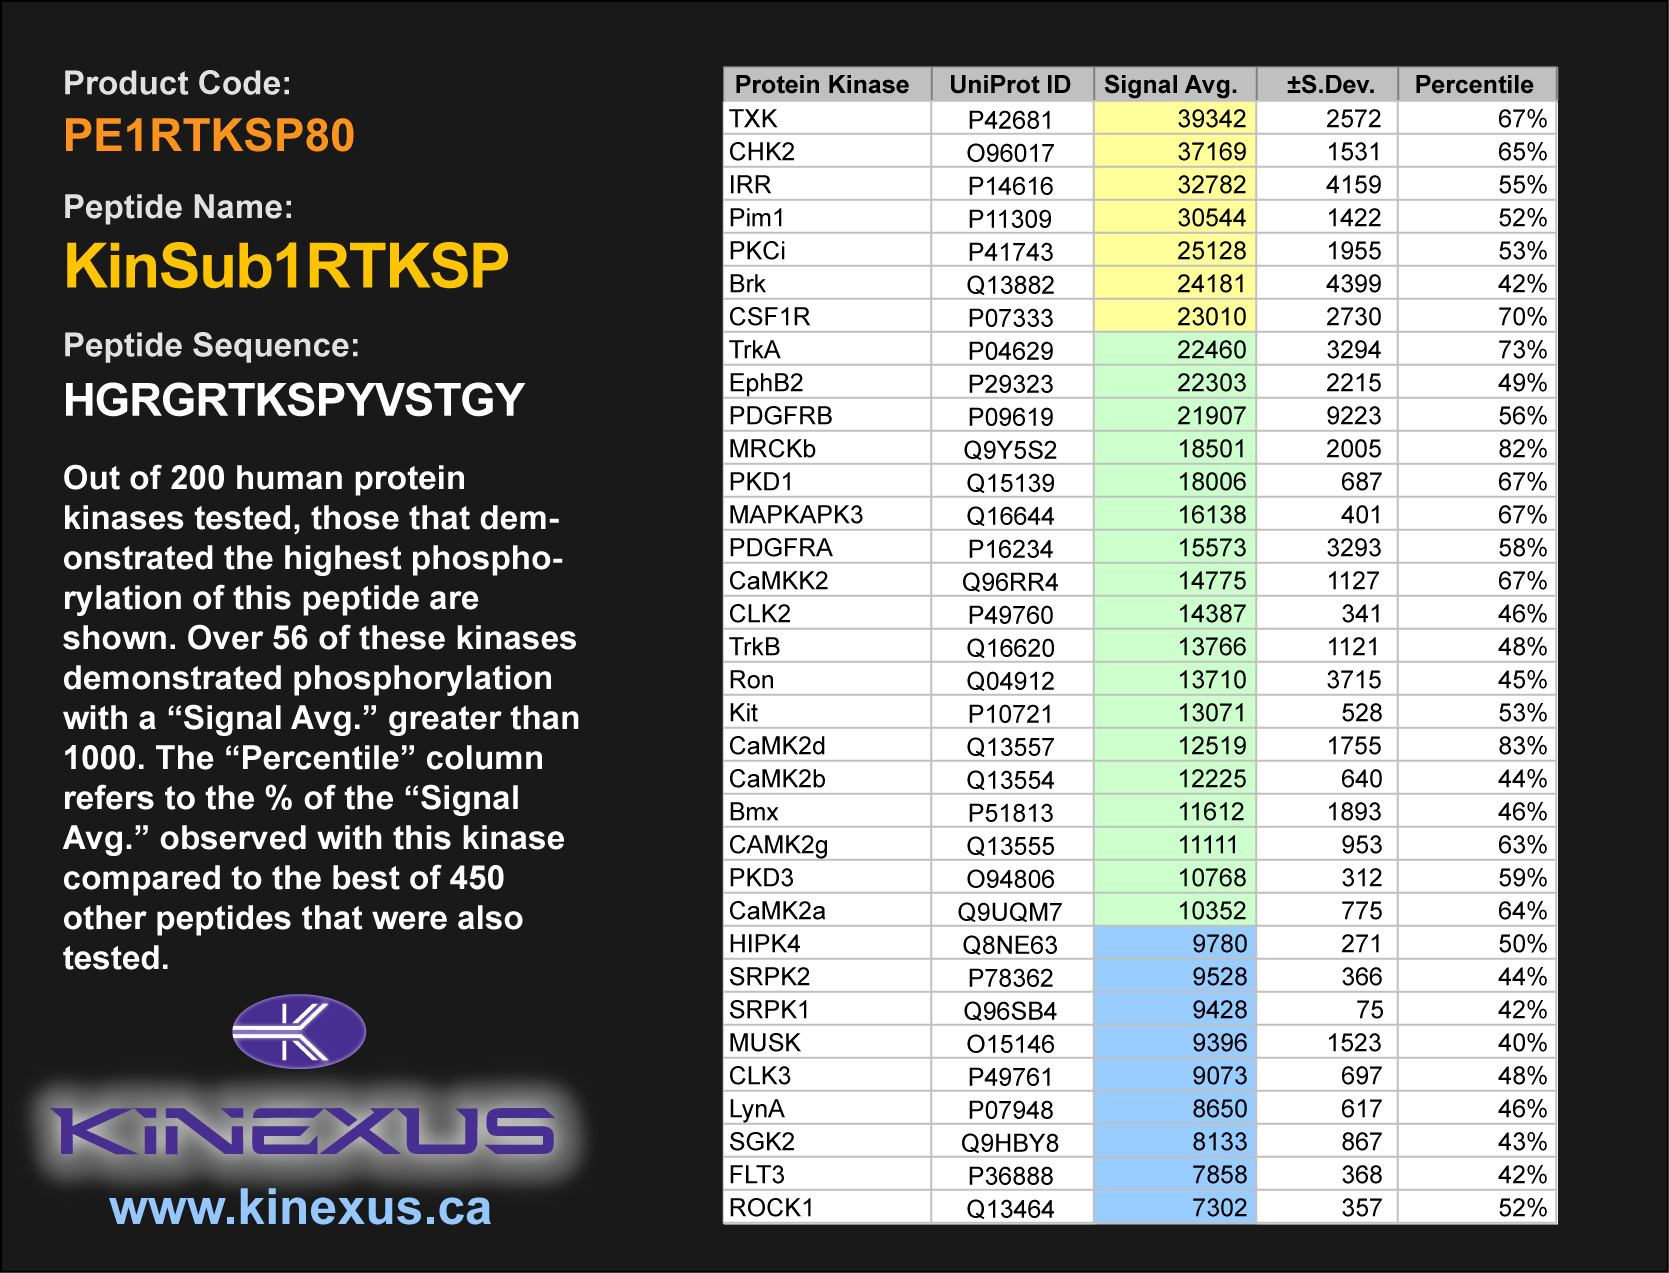 Product Code:
PE1RTKSP80
Peptide Name:
KinSub1RTKSP
Peptide Sequence:
HGRGRTKSPYVSTGY
Out of 200 human protein
kinases tested, those that dem-
onstrated the highest phospho-
rylation of this peptide are
shown. Over 56 of these kinases
demonstrated phosphorylation
with a “Signal Avg.” greater than
1000. The “Percentile” column
refers to the % of the “Signal
Avg.” observed with this kinase
compared to the best of 450
other peptides that were also
tested.
KINEXUS
www.kinexus.ca
Protein Kinase UniProt ID Signal Avg. ±S.Dev. Percentile
TXK P42681 39342 2572 67%
CHK2 O96017 37169 1531 65%
IRR P14616 32782 4159 55%
Pim1 P11309 30544 1422 52%
PKCi P41743 25128 1955 53%
Brk Q13882 24181 4399 42%
CSF1R P07333 23010 2730 70%
TrkA P04629 22460 3294 73%
EphB2 P29323 22303 2215 49%
PDGFRB P09619 21907 9223 56%
MRCKb Q9Y5S2 18501 2005 82%
PKD1 Q15139 18006 687 67%
MAPKAPK3 Q16644 16138 401 67%
PDGFRA P16234 15573 3293 58%
CaMKK2 Q96RR4 14775 1127 67%
CLK2 P49760 14387 341 46%
TrkB Q16620 13766 1121 48%
Ron Q04912 13710 3715 45%
Kit P10721 13071 528 53%
CaMK2d Q13557 12519 1755 83%
CaMK2b Q13554 12225 640 44%
Bmx P51813 11612 1893 46%
CAMK2g Q13555 11111 953 63%
PKD3 O94806 10768 312 59%
CaMK2a Q9UQM7 10352 775 64%
HIPK4 Q8NE63 9780 271 50%
SRPK2 P78362 9528 366 44%
SRPK1 Q96SB4 9428 75 42%
MUSK O15146 9396 1523 40%
CLK3 P49761 9073 697 48%
LynA P07948 8650 617 46%
SGK2 Q9HBY8 8133 867 43%
FLT3 P36888 7858 368 42%
ROCK1 Q13464 7302 357 52%